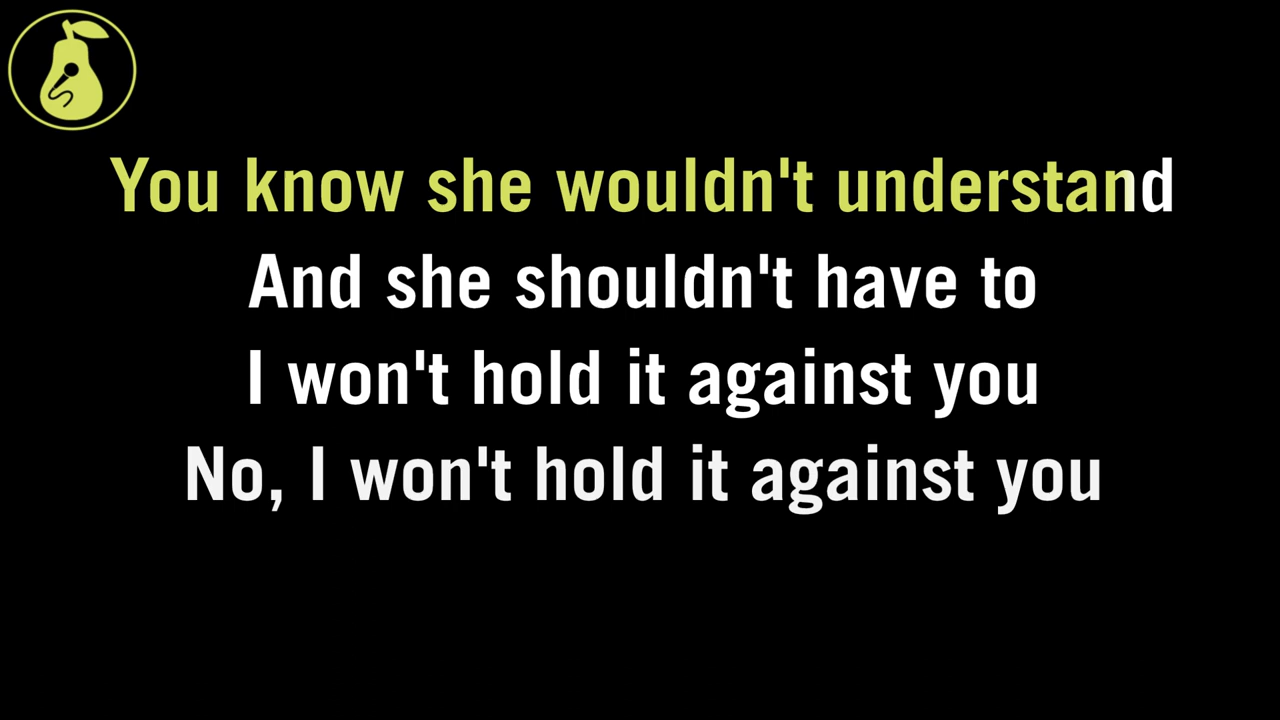 You know she wouldn't understand
And she shouldn't have to
I won't hold it against you
No, I won't hold it against you